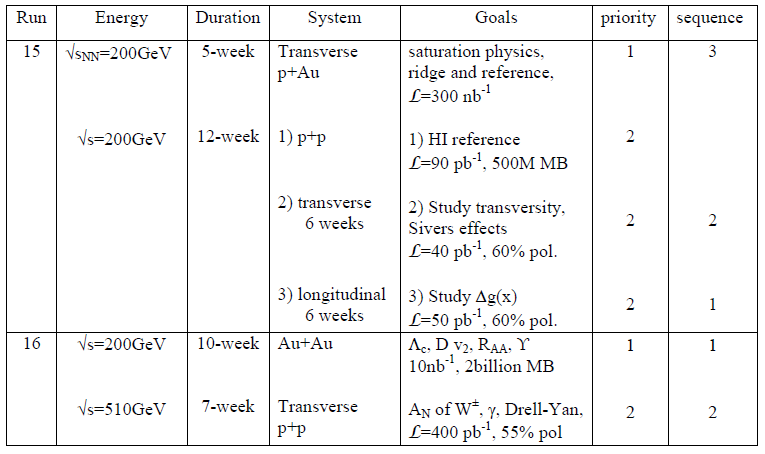 Run Energy Duration System Goals priority sequence
15 √sNN=200GeV 5-week Transverse saturation physics, 1 3
p+Au ridge and reference,
ℒ=300 nb⁻¹
√s=200GeV 12-week 1) p+p 1) HI reference 2
ℒ=90 pb⁻¹, 500M MB
2) transverse 2) Study transversity, 2 2
6 weeks Sivers effects
ℒ=40 pb⁻¹, 60% pol.
3) longitudinal 3) Study Δg(x) 2 1
6 weeks ℒ=50 pb⁻¹, 60% pol.
16 √s=200GeV 10-week Au+Au Λc, D v2, RAA, ϒ 1 1
10nb⁻¹, 2billion MB
√s=510GeV 7-week Transverse AN of W±, γ, Drell-Yan, 2 2
p+p ℒ=400 pb⁻¹, 55% pol